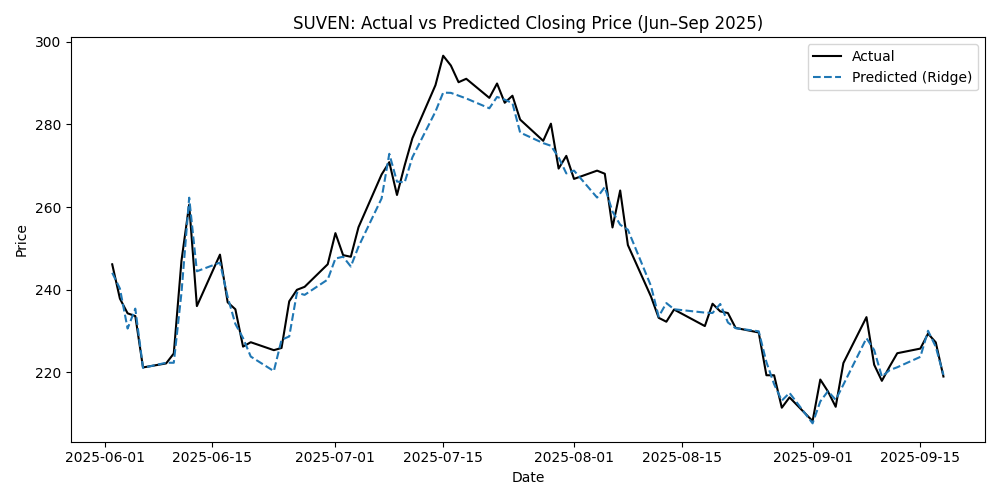 SUVEN: Actual vs Predicted Closing Price (Jun–Sep 2025)
Actual
Predicted (Ridge)
Price
300
280
260
240
220
2025-06-01
2025-06-15
2025-07-01
2025-07-15
2025-08-01
2025-08-15
2025-09-01
2025-09-15
Date